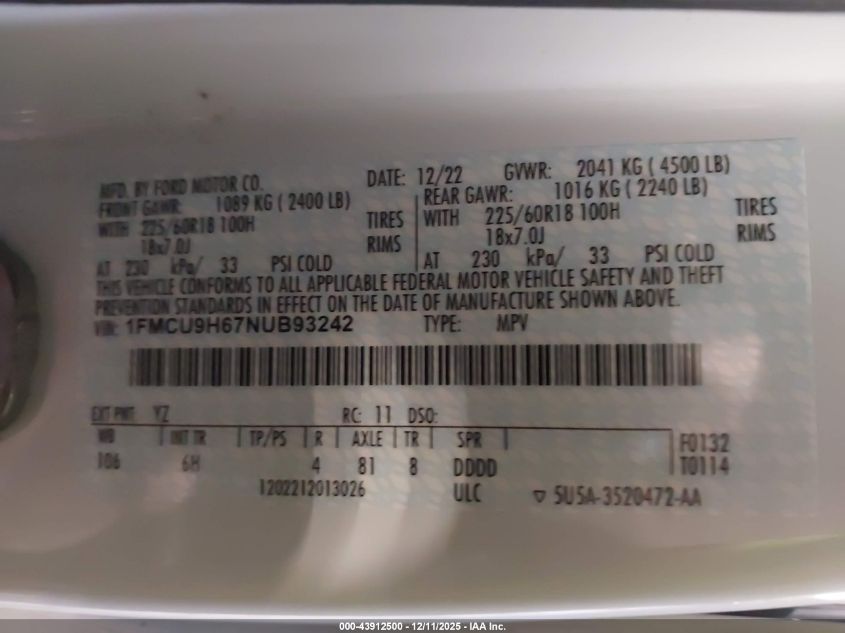 MFD. BY FORD MOTOR CO. DATE: 12/22 GVWR: 2041 KG ( 4500 LB)
FRONT GAWR: 1089 KG ( 2400 LB) REAR GAWR: 1016 KG ( 2240 LB)
WITH 225/60R18 100H TIRES WITH 225/60R18 100H TIRES
18x7.0J RIMS 18x7.0J RIMS
AT 230 kPa/ 33 PSI COLD AT 230 kPa/ 33 PSI COLD
THIS VEHICLE CONFORMS TO ALL APPLICABLE FEDERAL MOTOR VEHICLE SAFETY AND THEFT
PREVENTION STANDARDS IN EFFECT ON THE DATE OF MANUFACTURE SHOWN ABOVE.
VIN: 1FMCU9H67NUB93242 TYPE: MPV
EXT PNT: YZ RC: 11 DSO:
WB INT TR TP/PS R AXLE TR SPR F0132
106 6H 4 81 8 DDDD T0114
1202212013026 ULC ▽ 5U5A-3520472-AA
000-43912500 - 12/11/2025 - IAA Inc.